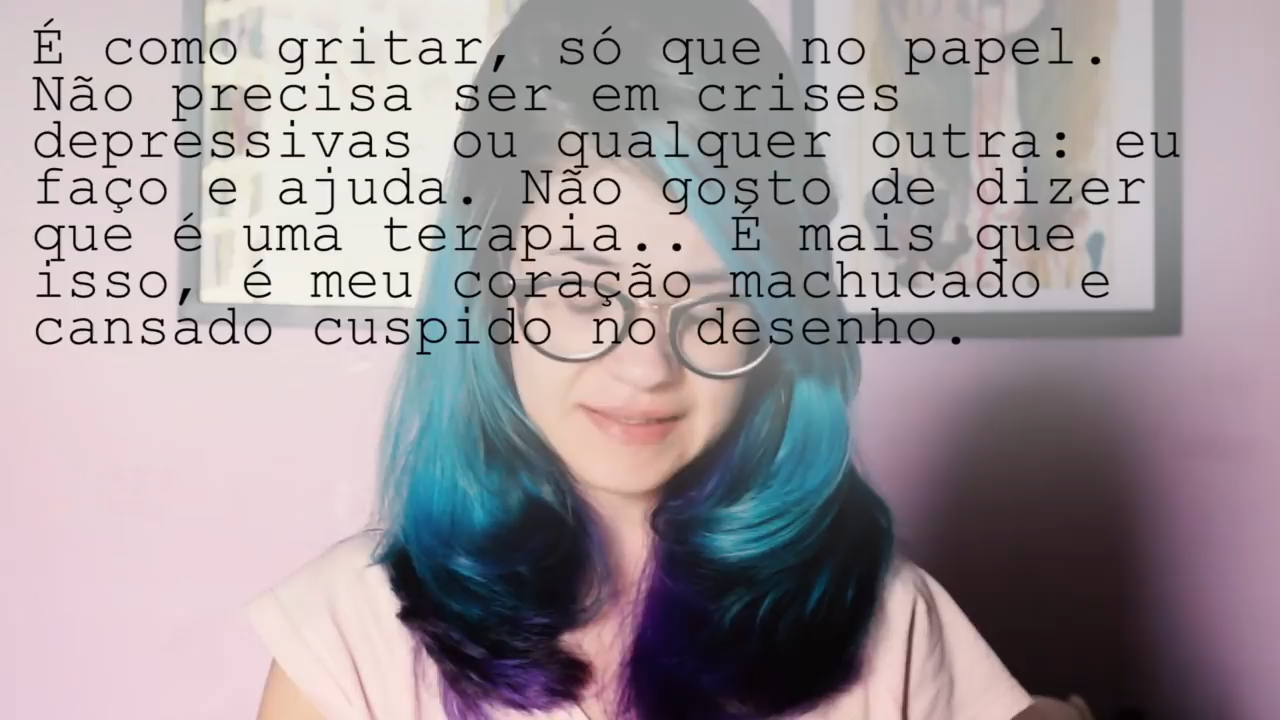 É como gritar, só que no papel.
Não precisa ser em crises
depressivas ou qualquer outra: eu
faço e ajuda. Não gosto de dizer
que é uma terapia.. É mais que
isso, é meu coração machucado e
cansado cuspido no desenho.